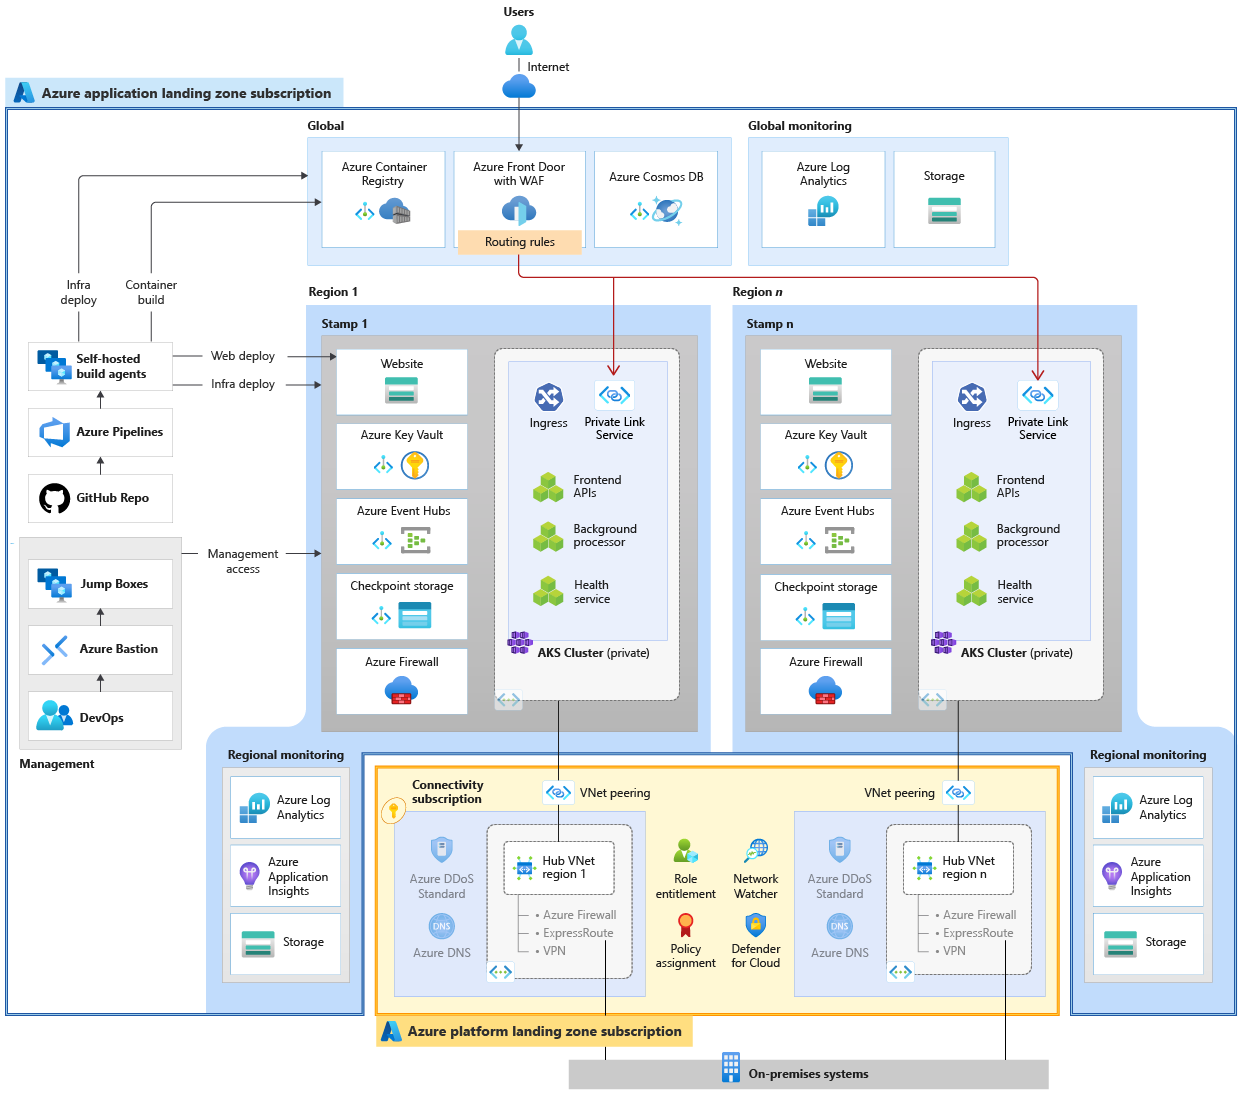 Users
Internet
Azure application landing zone subscription
Global
Azure Container
Registry
Azure Front Door
with WAF
Routing rules
Azure Cosmos DB
Global monitoring
Azure Log
Analytics
Storage
Infra
deploy
Container
build
Self-hosted
build agents
Azure Pipelines
GitHub Repo
Web deploy
Infra deploy
Management
access
Jump Boxes
Azure Bastion
DevOps
Management
Region 1
Stamp 1
Website
Azure Key Vault
Azure Event Hubs
Checkpoint storage
Azure Firewall
Ingress
Private Link
Service
Frontend
APIs
Background
processor
Health
service
AKS Cluster (private)
Region n
Stamp n
Website
Azure Key Vault
Azure Event Hubs
Checkpoint storage
Azure Firewall
Ingress
Private Link
Service
Frontend
APIs
Background
processor
Health
service
AKS Cluster (private)
Regional monitoring
Azure Log
Analytics
Azure
Application
Insights
Storage
Connectivity
subscription
VNet peering
Azure DDoS
Standard
DNS
Azure DNS
Hub VNet
region 1
• Azure Firewall
• ExpressRoute
• VPN
Role
entitlement
Network
Watcher
Policy
assignment
Defender
for Cloud
VNet peering
Azure DDoS
Standard
DNS
Azure DNS
Hub VNet
region n
• Azure Firewall
• ExpressRoute
• VPN
Regional monitoring
Azure Log
Analytics
Azure
Application
Insights
Storage
Azure platform landing zone subscription
On-premises systems